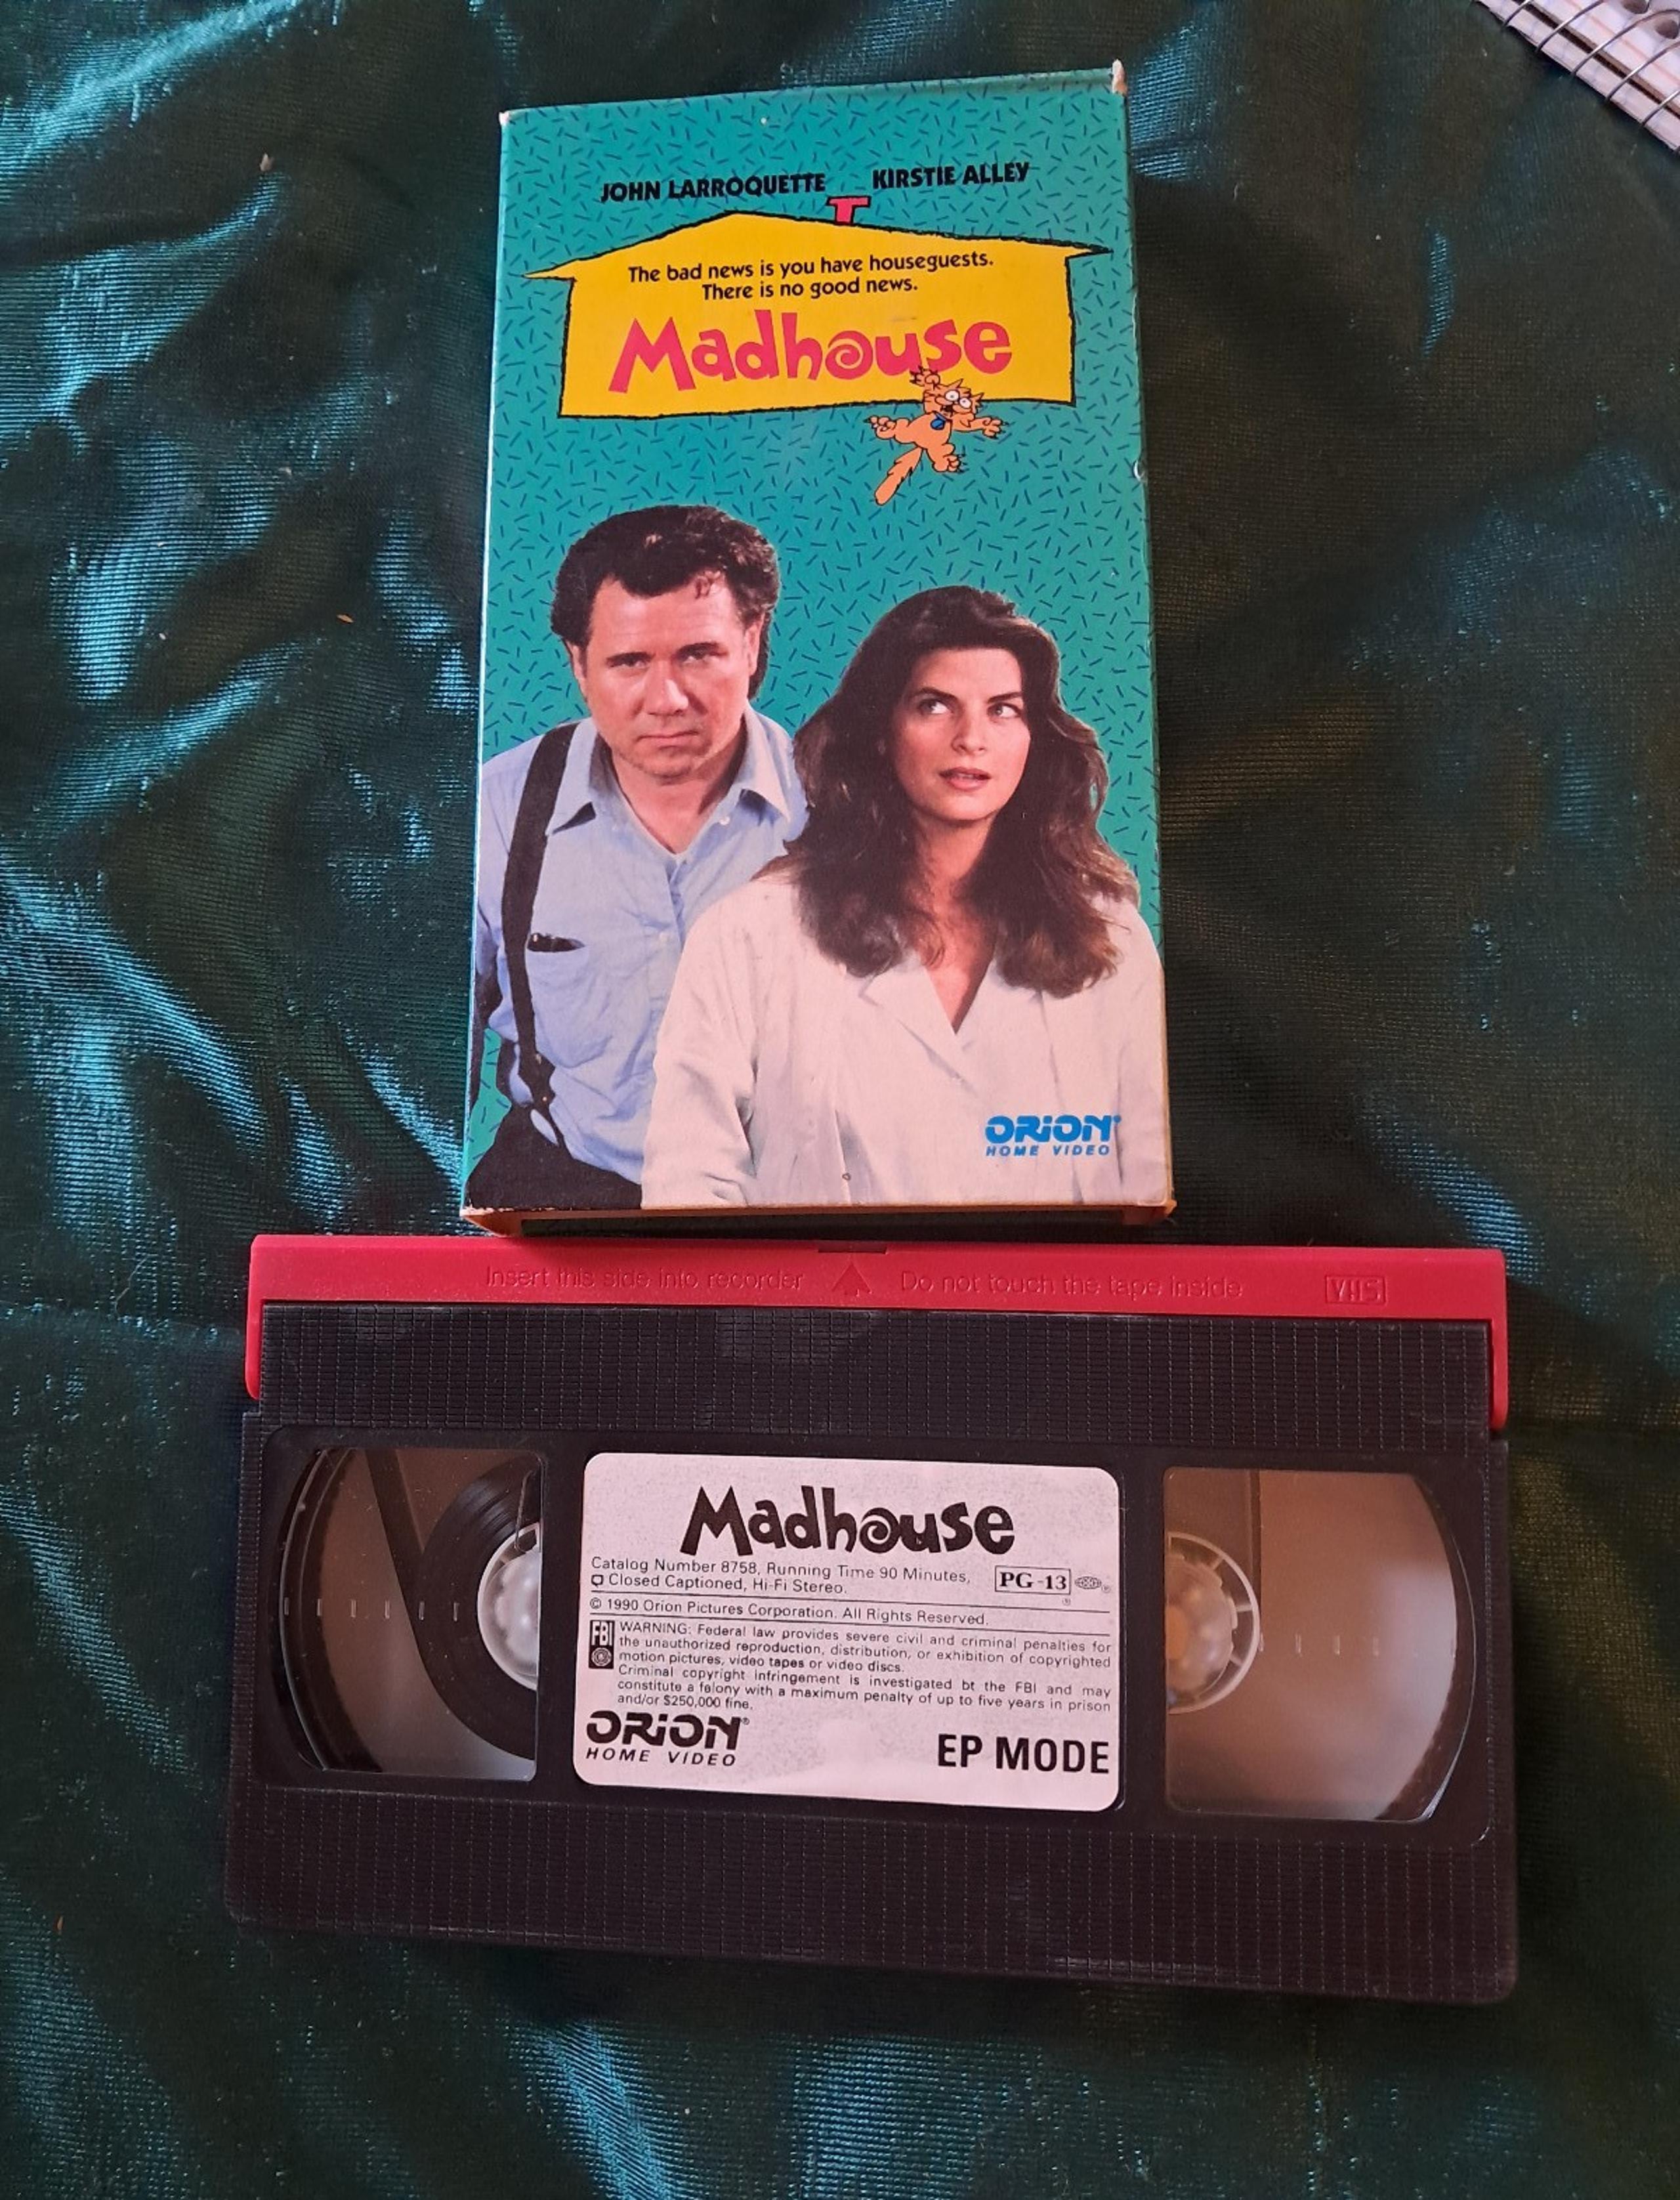 JOHN LARROQUETTE KIRSTIE ALLEY
The bad news is you have houseguests.
There is no good news.
Madhouse
ORION
HOME VIDEO
Insert this side into recorder Do not touch the tape inside VHS
Madhouse
Catalog Number 8758, Running Time 90 Minutes,
Closed Captioned, Hi-Fi Stereo.
PG-13
® 
© 1990 Orion Pictures Corporation. All Rights Reserved.
FBI
WARNING: Federal law provides severe civil and criminal penalties for
the unauthorized reproduction, distribution, or exhibition of copyrighted
motion pictures, video tapes or video discs.
Criminal copyright infringement is investigated bt the FBI and may
constitute a felony with a maximum penalty of up to five years in prison
and/or $250,000 fine.
ORION®
HOME VIDEO
EP MODE